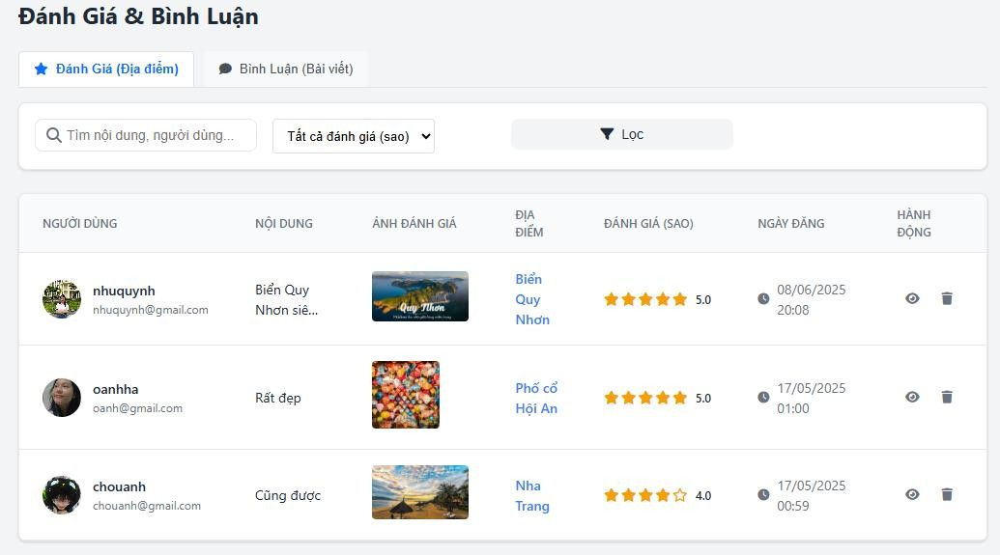 Đánh Giá & Bình Luận
Đánh Giá (Địa điểm)
Bình Luận (Bài viết)
Tìm nội dung, người dùng...
Tất cả đánh giá (sao)
Lọc
NGƯỜI DÙNG
NỘI DUNG
ẢNH ĐÁNH GIÁ
ĐỊA
ĐIỂM
ĐÁNH GIÁ (SAO)
NGÀY ĐĂNG
HÀNH
ĐỘNG
nhuquynh
nhuquynh@gmail.com
Biển Quy
Nhơn siê...
Quy Nhơn
Biển
Quy
Nhơn
5.0
08/06/2025
20:08
oanhha
oanh@gmail.com
Rất đẹp
Phố cổ
Hội An
5.0
17/05/2025
01:00
chouanh
chouanh@gmail.com
Cũng được
Nha
Trang
4.0
17/05/2025
00:59